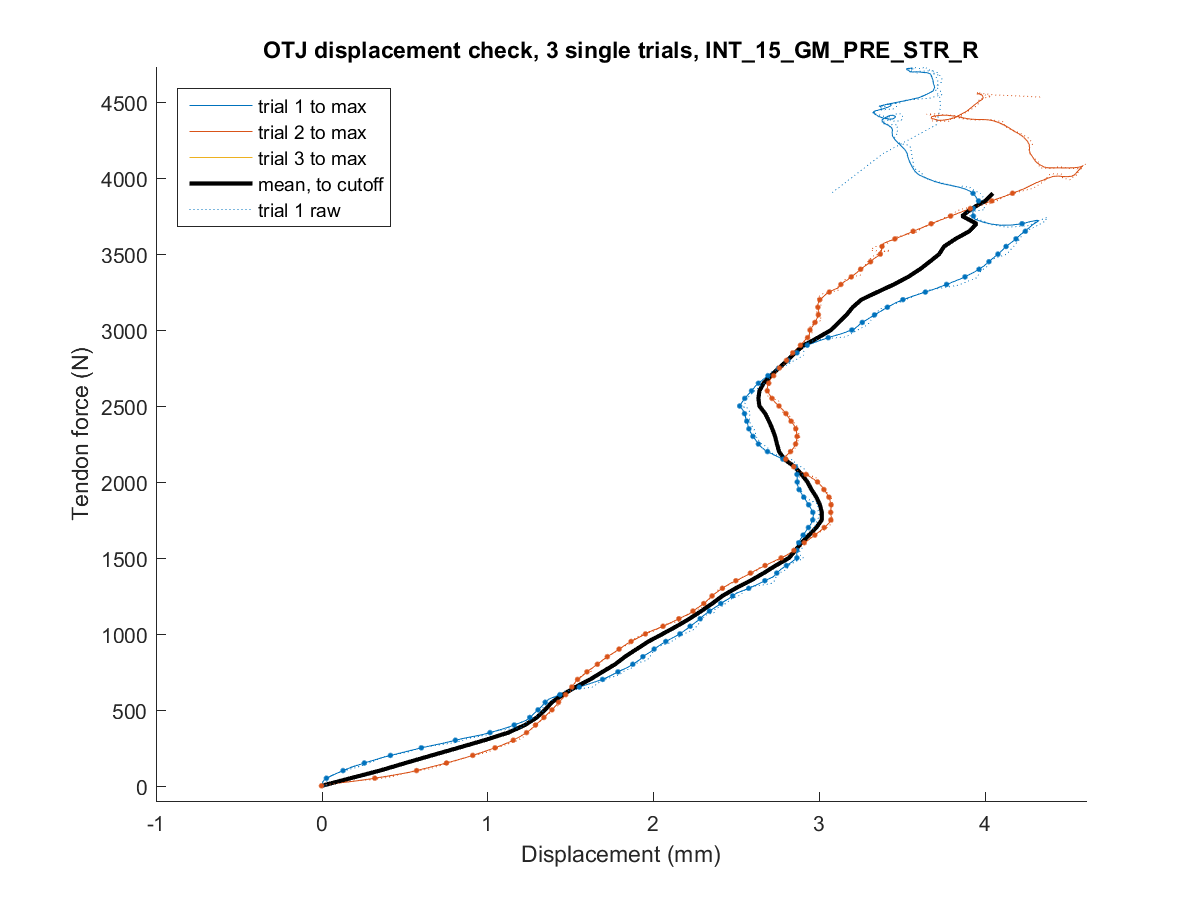 OTJ displacement check, 3 single trials, INT_15_GM_PRE_STR_R
trial 1 to max
trial 2 to max
trial 3 to max
mean, to cutoff
trial 1 raw
4500
4000
3500
3000
2500
2000
1500
1000
500
0
Tendon force (N)
-1
0
1
2
3
4
Displacement (mm)